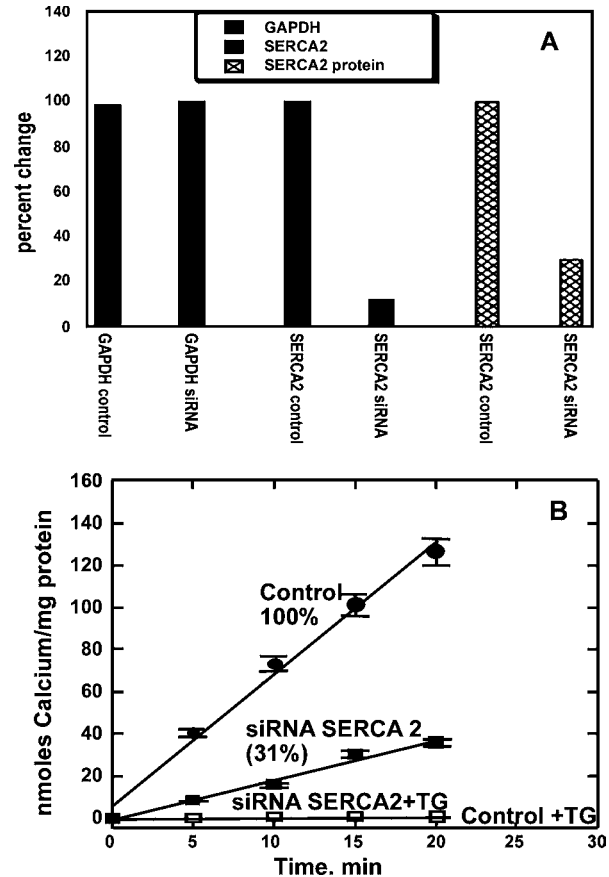 140
120
100
80
60
40
20
0
percent change
GAPDH
SERCA2
SERCA2 protein
A
GAPDH control
GAPDH siRNA
SERCA2 control
SERCA2 siRNA
SERCA2 control
SERCA2 siRNA
160
140
120
100
80
60
40
20
0
nmoles Calcium/mg protein
B
Control
100%
siRNA SERCA 2
(31%)
siRNA SERCA2+TG
Control +TG
0 5 10 15 20 25 30
Time. min